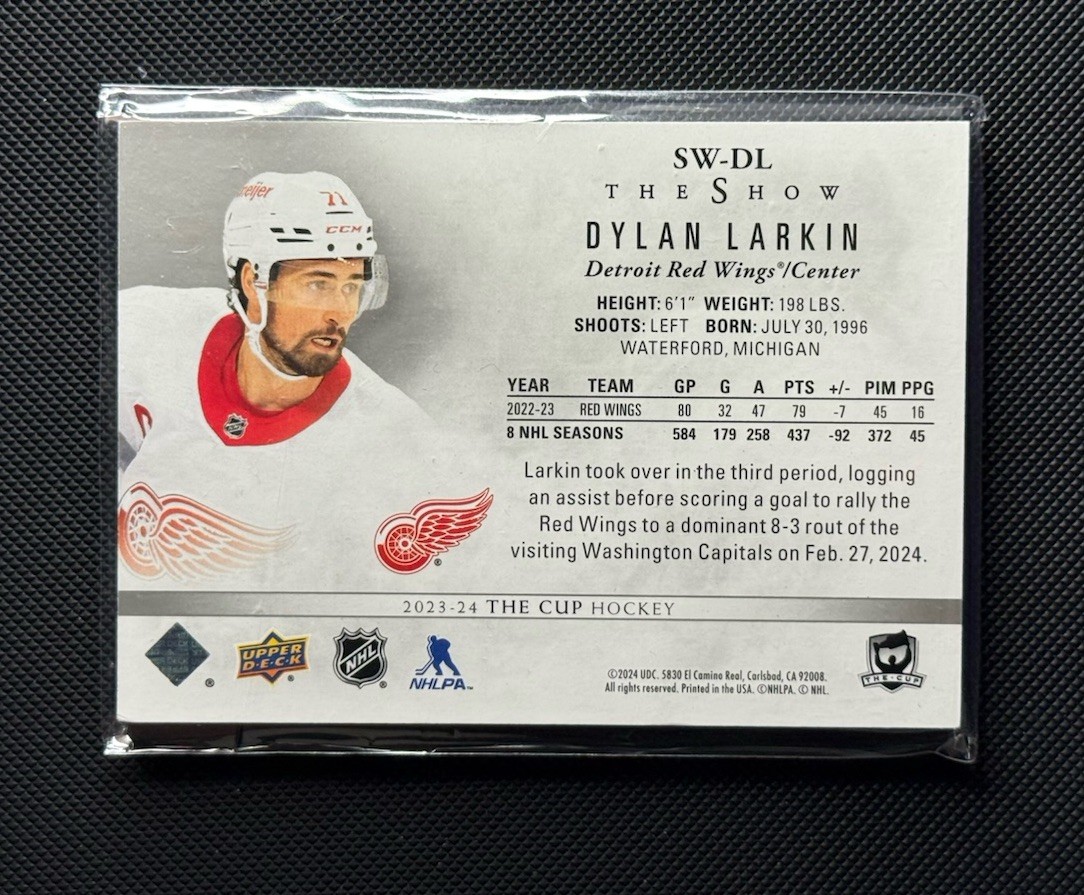 SW-DL
THE SHOW
DYLAN LARKIN
Detroit Red Wings®/Center
HEIGHT: 6'1" WEIGHT: 198 LBS.
SHOOTS: LEFT BORN: JULY 30, 1996
WATERFORD, MICHIGAN
YEAR TEAM GP G A PTS +/- PIM PPG
2022-23 RED WINGS 80 32 47 79 -7 45 16
8 NHL SEASONS 584 179 258 437 -92 372 45
Larkin took over in the third period, logging
an assist before scoring a goal to rally the
Red Wings to a dominant 8-3 rout of the
visiting Washington Capitals on Feb. 27, 2024.
71
CCM
2023-24 THE CUP HOCKEY
UPPER
D·E·C·K
®
NHL
®
NHLPA™
©2024 UDC. 5830 El Camino Real, Carlsbad, CA 92008.
All rights reserved. Printed in the USA. ©NHLPA. © NHL.
THE·CUP